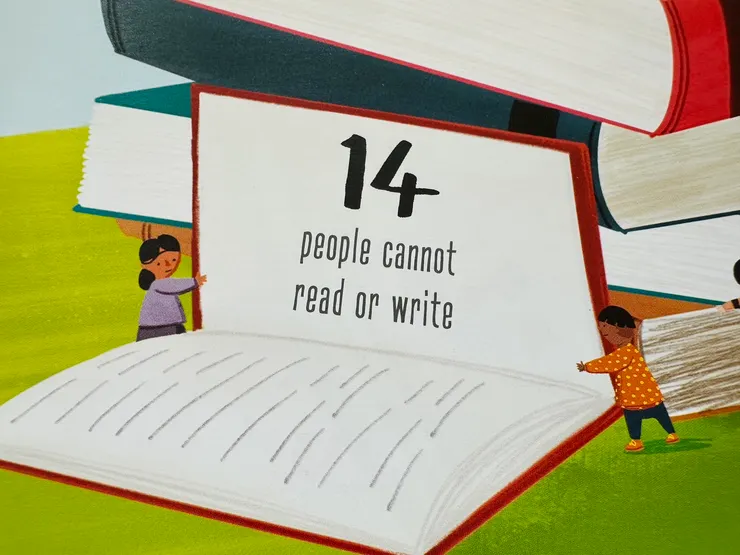 14
people cannot
read or write